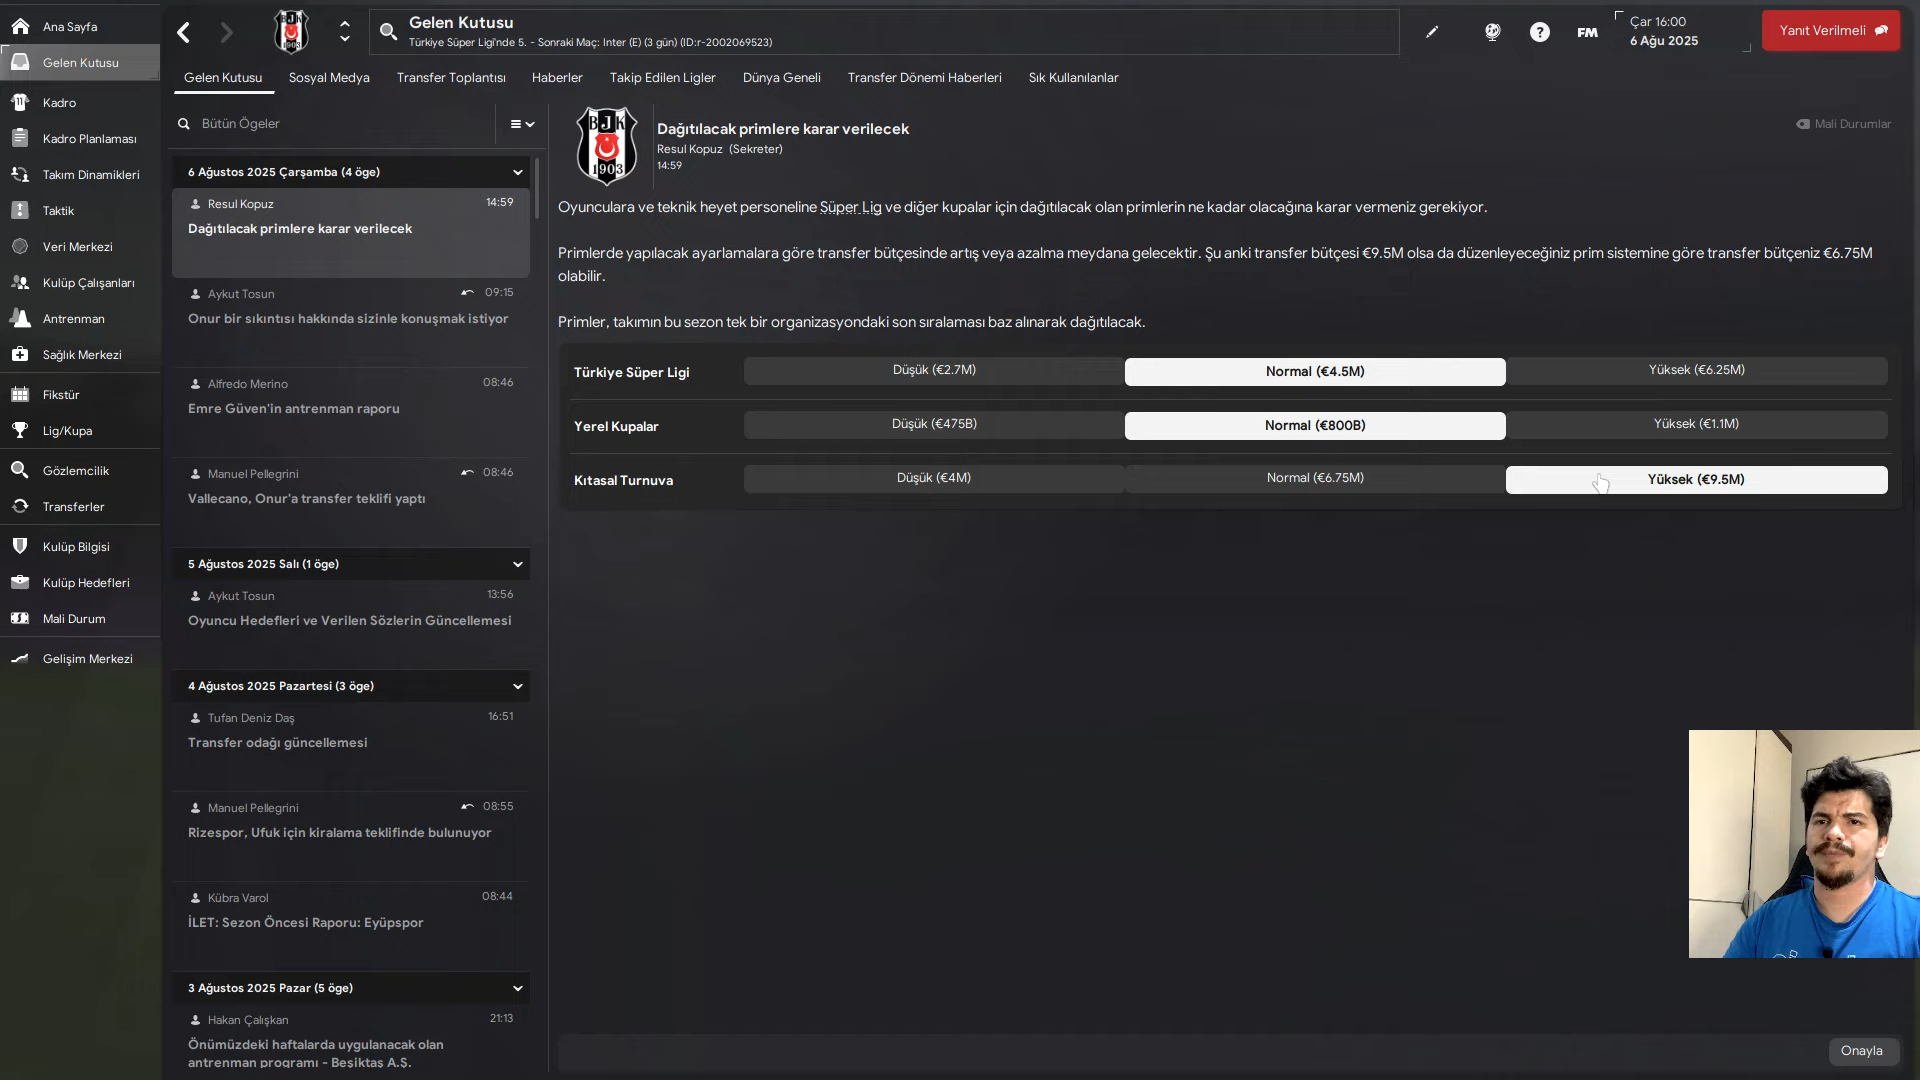 Ana Sayfa
Gelen Kutusu
Kadro
Kadro Planlaması
Takım Dinamikleri
Taktik
Veri Merkezi
Kulüp Çalışanları
Antrenman
Sağlık Merkezi
Fikstür
Lig/Kupa
Gözlemcilik
Transferler
Kulüp Bilgisi
Kulüp Hedefleri
Mali Durum
Gelişim Merkezi
BJK
1903
Gelen Kutusu
Türkiye Süper Ligi'nde 5. - Sonraki Maç: Inter (E) (3 gün) (ID:r-2002069523)
?
FM
Çar 16:00
6 Ağu 2025
Yanıt Verilmeli
Gelen Kutusu
Sosyal Medya
Transfer Toplantısı
Haberler
Takip Edilen Ligler
Dünya Geneli
Transfer Dönemi Haberleri
Sık Kullanılanlar
Bütün Ögeler
6 Ağustos 2025 Çarşamba (4 öge)
Resul Kopuz 14:59
Dağıtılacak primlere karar verilecek
Aykut Tosun 09:15
Onur bir sıkıntısı hakkında sizinle konuşmak istiyor
Alfredo Merino 08:46
Emre Güven'in antrenman raporu
Manuel Pellegrini 08:46
Vallecano, Onur'a transfer teklifi yaptı
5 Ağustos 2025 Salı (1 öge)
Aykut Tosun 13:56
Oyuncu Hedefleri ve Verilen Sözlerin Güncellemesi
4 Ağustos 2025 Pazartesi (3 öge)
Tufan Deniz Daş 16:51
Transfer odağı güncellemesi
Manuel Pellegrini 08:55
Rizespor, Ufuk için kiralama teklifinde bulunuyor
Kübra Varol 08:44
İLET: Sezon Öncesi Raporu: Eyüpspor
3 Ağustos 2025 Pazar (5 öge)
Hakan Çalışkan 21:13
Önümüzdeki haftalarda uygulanacak olan
antrenman programı - Beşiktaş A.Ş.
BJK
1903
Dağıtılacak primlere karar verilecek
Resul Kopuz (Sekreter)
14:59
Mali Durumlar
Oyunculara ve teknik heyet personeline Süper Lig ve diğer kupalar için dağıtılacak olan primlerin ne kadar olacağına karar vermeniz gerekiyor.
Primlerde yapılacak ayarlamalara göre transfer bütçesinde artış veya azalma meydana gelecektir. Şu anki transfer bütçesi €9.5M olsa da düzenleyeceğiniz prim sistemine göre transfer bütçeniz €6.75M
olabilir.
Primler, takımın bu sezon tek bir organizasyondaki son sıralaması baz alınarak dağıtılacak.
Türkiye Süper Ligi Düşük (€2.7M) Normal (€4.5M) Yüksek (€6.25M)
Yerel Kupalar Düşük (€475B) Normal (€800B) Yüksek (€1.1M)
Kıtasal Turnuva Düşük (€4M) Normal (€6.75M) Yüksek (€9.5M)
Onayla